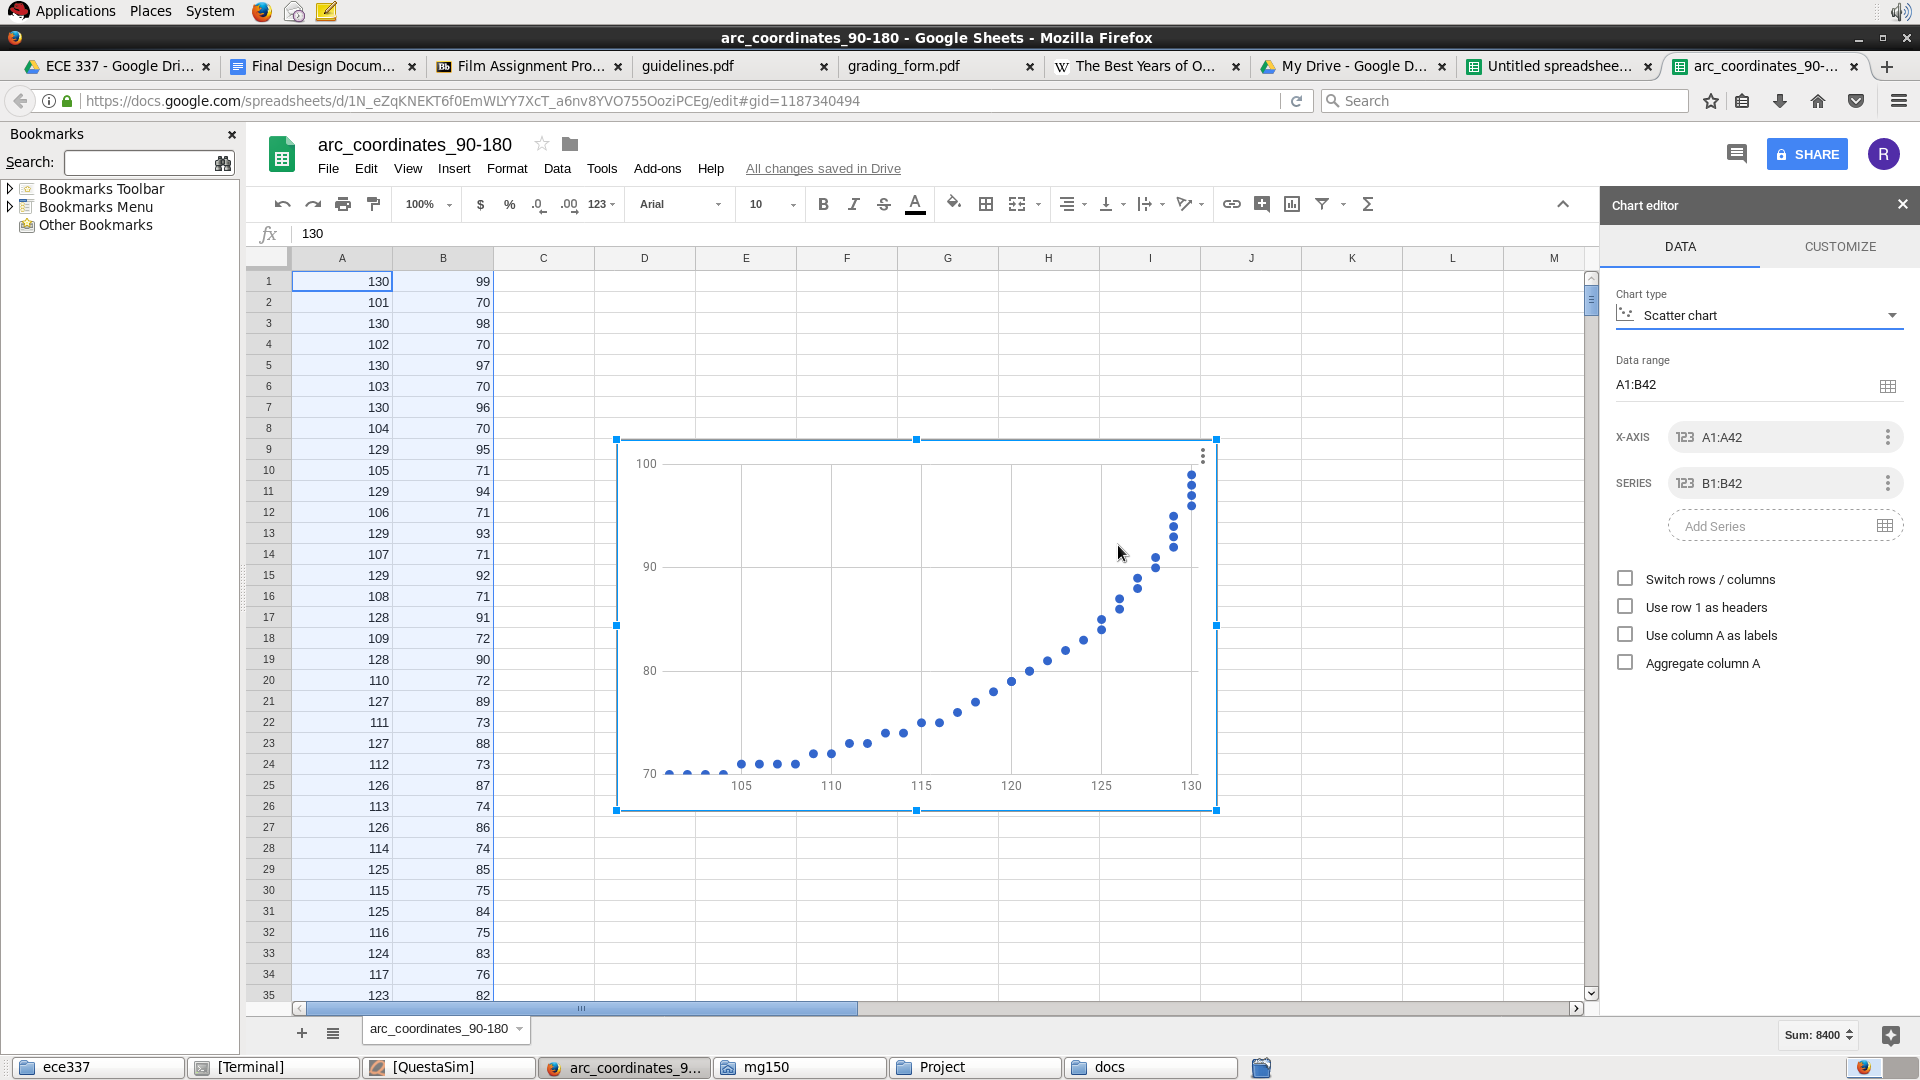 Applications Places System
arc_coordinates_90-180 - Google Sheets - Mozilla Firefox
ECE 337 - Google Dri... Final Design Docum... Bb Film Assignment Pro... guidelines.pdf grading_form.pdf W The Best Years of O... My Drive - Google D... Untitled spreadshee... arc_coordinates_90-...
https://docs.google.com/spreadsheets/d/1N_eZqKNEKT6f0EmWLYY7XcT_a6nv8YVO755OoziPCEg/edit#gid=1187340494 Search
Bookmarks
Search:
Bookmarks Toolbar
Bookmarks Menu
Other Bookmarks
arc_coordinates_90-180
File Edit View Insert Format Data Tools Add-ons Help All changes saved in Drive
SHARE R
100% $ % .0 .00 123 Arial 10 B I S A Σ
fx 130
A B C D E F G H I J K L M
1 130 99
2 101 70
3 130 98
4 102 70
5 130 97
6 103 70
7 130 96
8 104 70
9 129 95
10 105 71
11 129 94
12 106 71
13 129 93
14 107 71
15 129 92
16 108 71
17 128 91
18 109 72
19 128 90
20 110 72
21 127 89
22 111 73
23 127 88
24 112 73
25 126 87
26 113 74
27 126 86
28 114 74
29 125 85
30 115 75
31 125 84
32 116 75
33 124 83
34 117 76
35 123 82
100
90
80
70
105 110 115 120 125 130
Chart editor
DATA CUSTOMIZE
Chart type
Scatter chart
Data range
A1:B42
X-AXIS 123 A1:A42
SERIES 123 B1:B42
Add Series
Switch rows / columns
Use row 1 as headers
Use column A as labels
Aggregate column A
arc_coordinates_90-180
Sum: 8400
ece337 [Terminal] [QuestaSim] arc_coordinates_9... mg150 Project docs